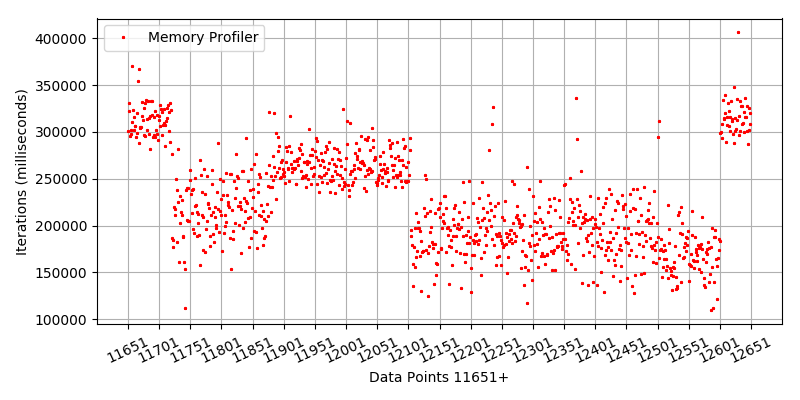 Memory Profiler
400000
350000
300000
250000
200000
150000
100000
Iterations (milliseconds)
11651 11701 11751 11801 11851 11901 11951 12001 12051 12101 12151 12201 12251 12301 12351 12401 12451 12501 12551 12601 12651
Data Points 11651+